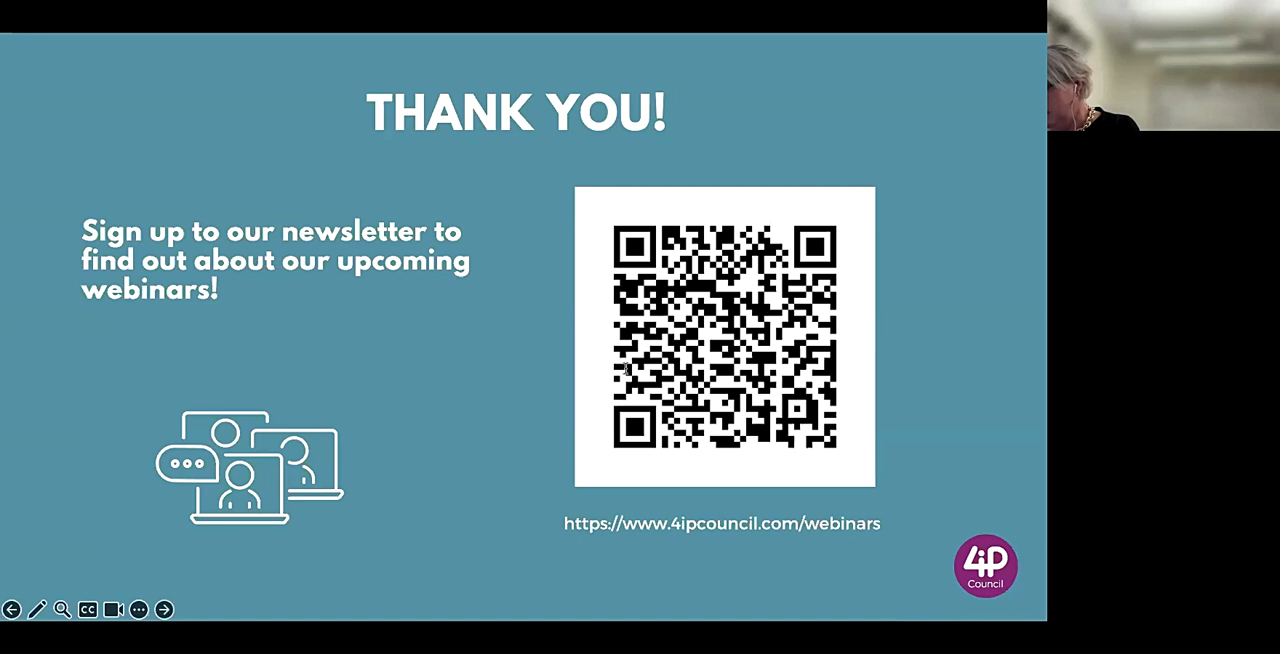 THANK YOU!
Sign up to our newsletter to
find out about our upcoming
webinars!
https://www.4ipcouncil.com/webinars
4iP
Council
CC